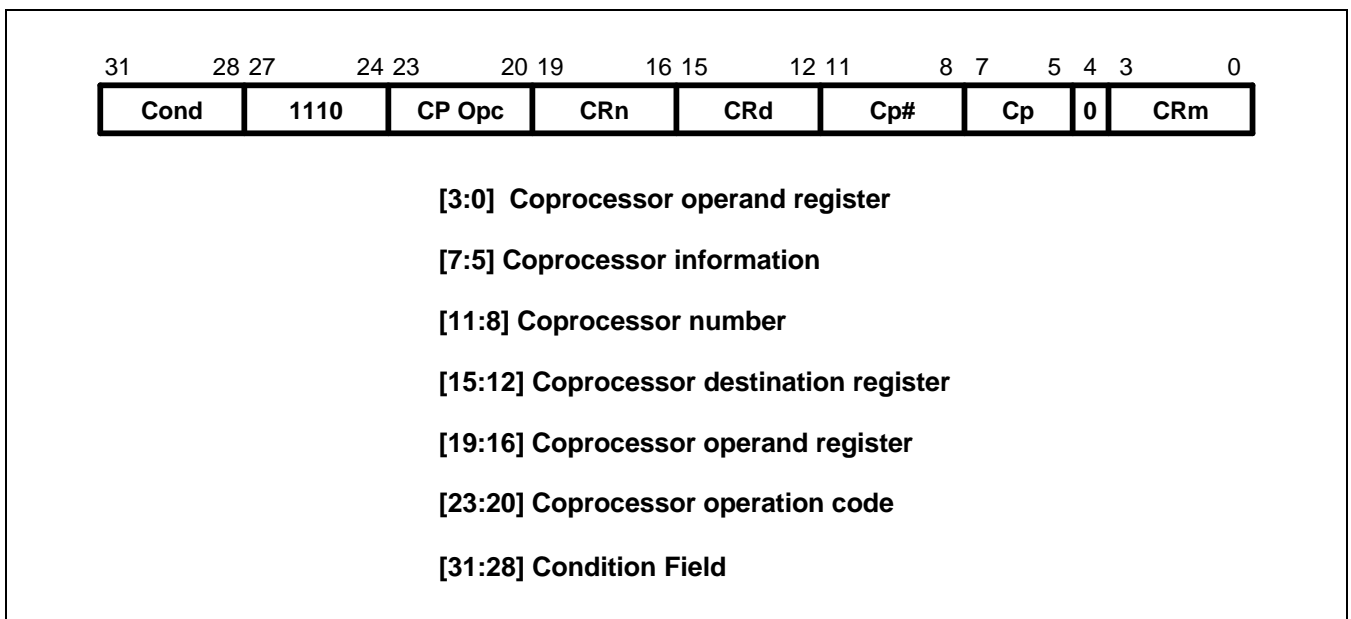 31 28 27 24 23 20 19 16 15 12 11 8 7 5 4 3 0
Cond 1110 CP Opc CRn CRd Cp# Cp 0 CRm
[3:0] Coprocessor operand register
[7:5] Coprocessor information
[11:8] Coprocessor number
[15:12] Coprocessor destination register
[19:16] Coprocessor operand register
[23:20] Coprocessor operation code
[31:28] Condition Field